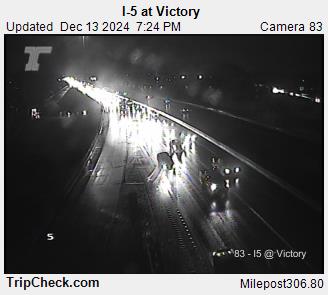 I-5 at Victory
Updated Dec 13 2024 7:24 PM Camera 83
T
S
83 - I5 @ Victory
TripCheck.com Milepost306.80